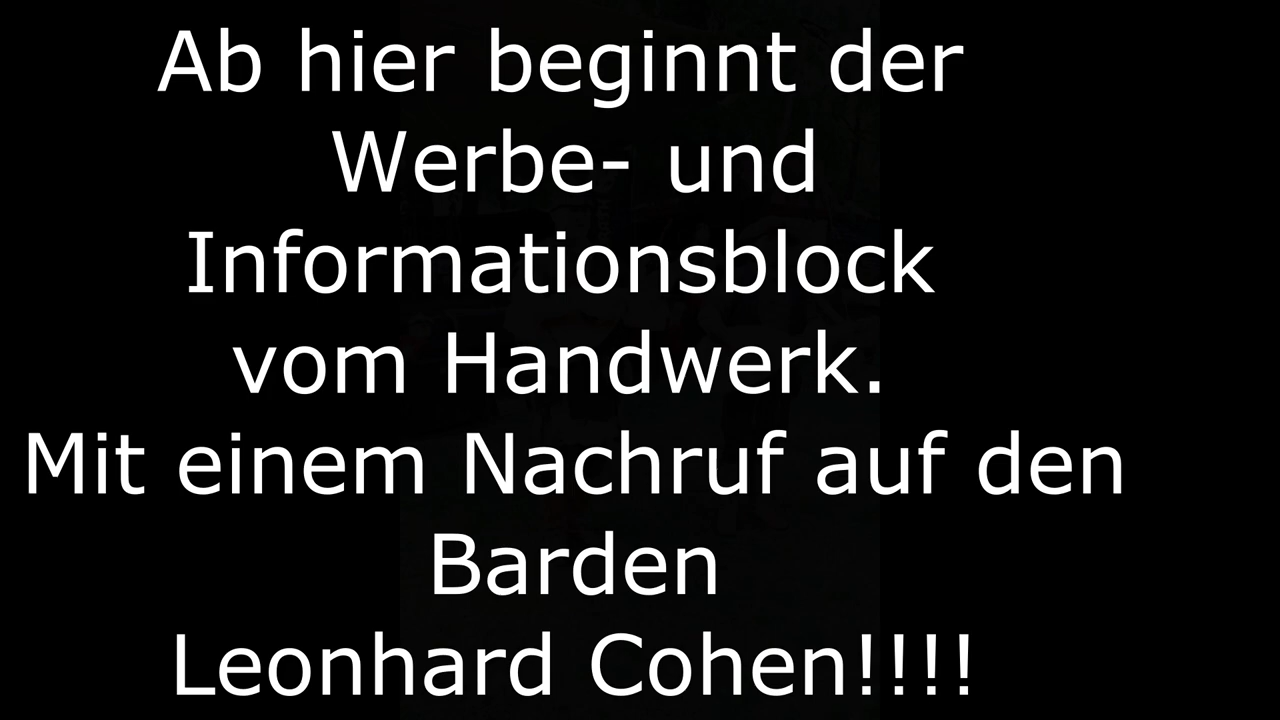 Ab hier beginnt der
Werbe- und
Informationsblock
vom Handwerk.
Mit einem Nachruf auf den
Barden
Leonhard Cohen!!!!